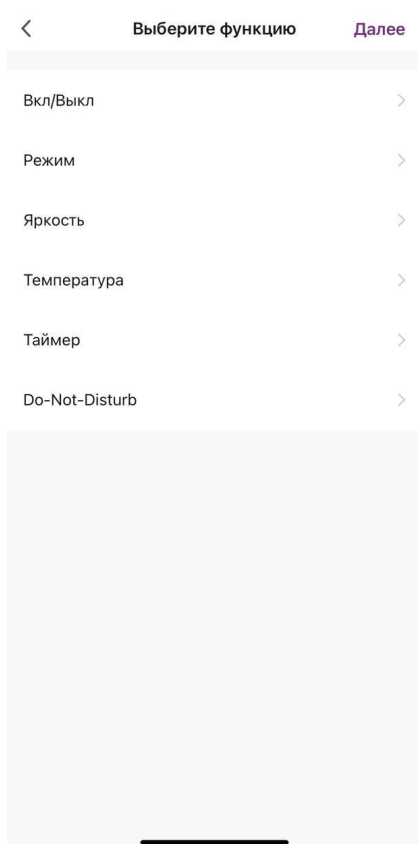 Выберите функцию
Далее
Вкл/Выкл
Режим
Яркость
Температура
Таймер
Do-Not-Disturb